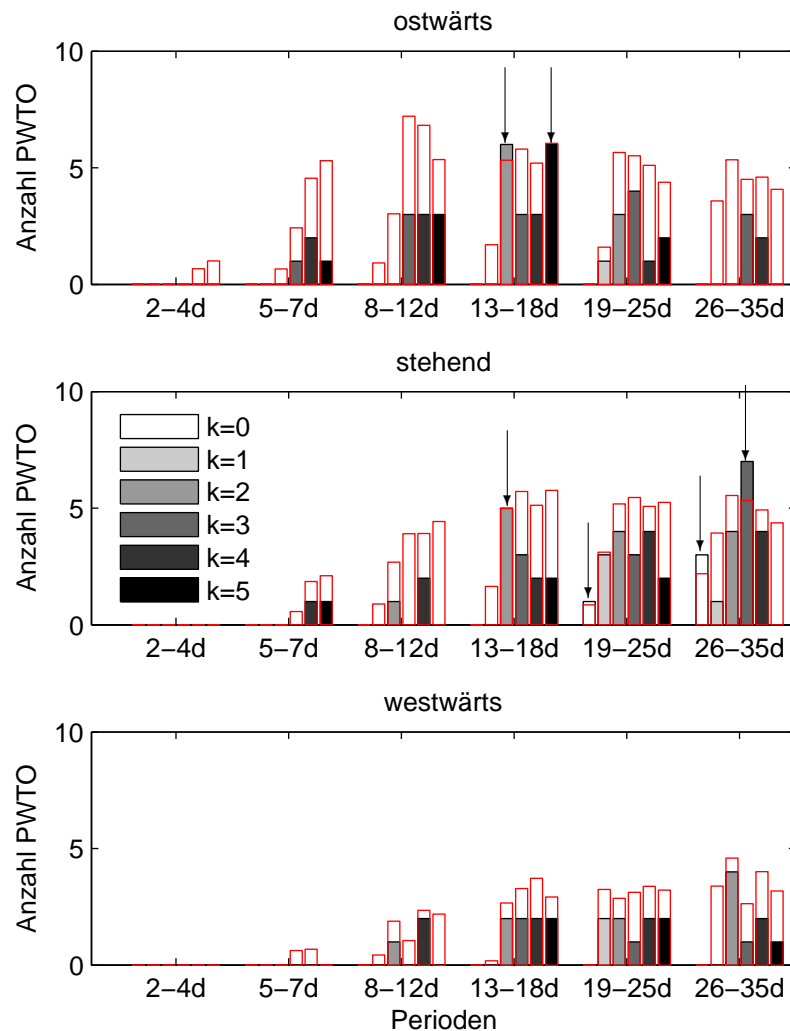 ostwärts
10
5
0
Anzahl PWTO
2−4d 5−7d 8−12d 13−18d 19−25d 26−35d
stehend
10
5
0
Anzahl PWTO
k=0
k=1
k=2
k=3
k=4
k=5
2−4d 5−7d 8−12d 13−18d 19−25d 26−35d
westwärts
10
5
0
Anzahl PWTO
2−4d 5−7d 8−12d 13−18d 19−25d 26−35d
Perioden